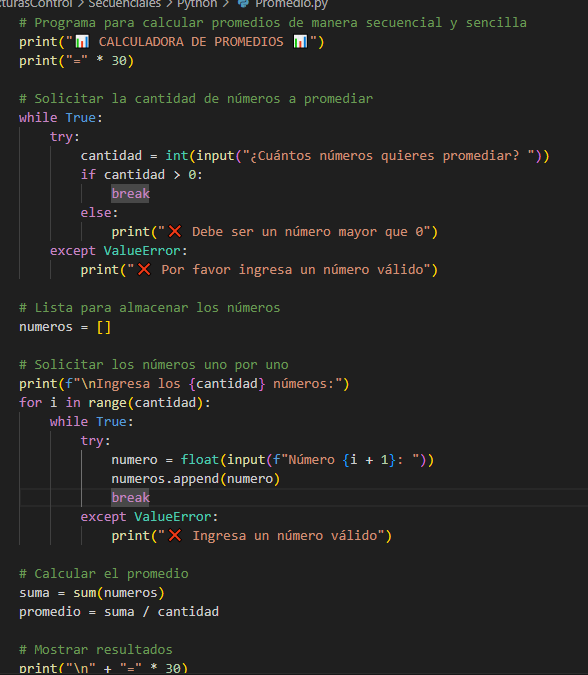 cturasControl > Secuenciales > Python > Promedio.py
# Programa para calcular promedios de manera secuencial y sencilla
print("📊 CALCULADORA DE PROMEDIOS 📊")
print("=" * 30)
# Solicitar la cantidad de números a promediar
while True:
    try:
        cantidad = int(input("¿Cuántos números quieres promediar? "))
        if cantidad > 0:
            break
        else:
            print("❌ Debe ser un número mayor que 0")
    except ValueError:
        print("❌ Por favor ingresa un número válido")
# Lista para almacenar los números
numeros = []
# Solicitar los números uno por uno
print(f"\nIngresa los {cantidad} números:")
for i in range(cantidad):
    while True:
        try:
            numero = float(input(f"Número {i + 1}: "))
            numeros.append(numero)
            break
        except ValueError:
            print("❌ Ingresa un número válido")
# Calcular el promedio
suma = sum(numeros)
promedio = suma / cantidad
# Mostrar resultados
print("\n" + "=" * 30)